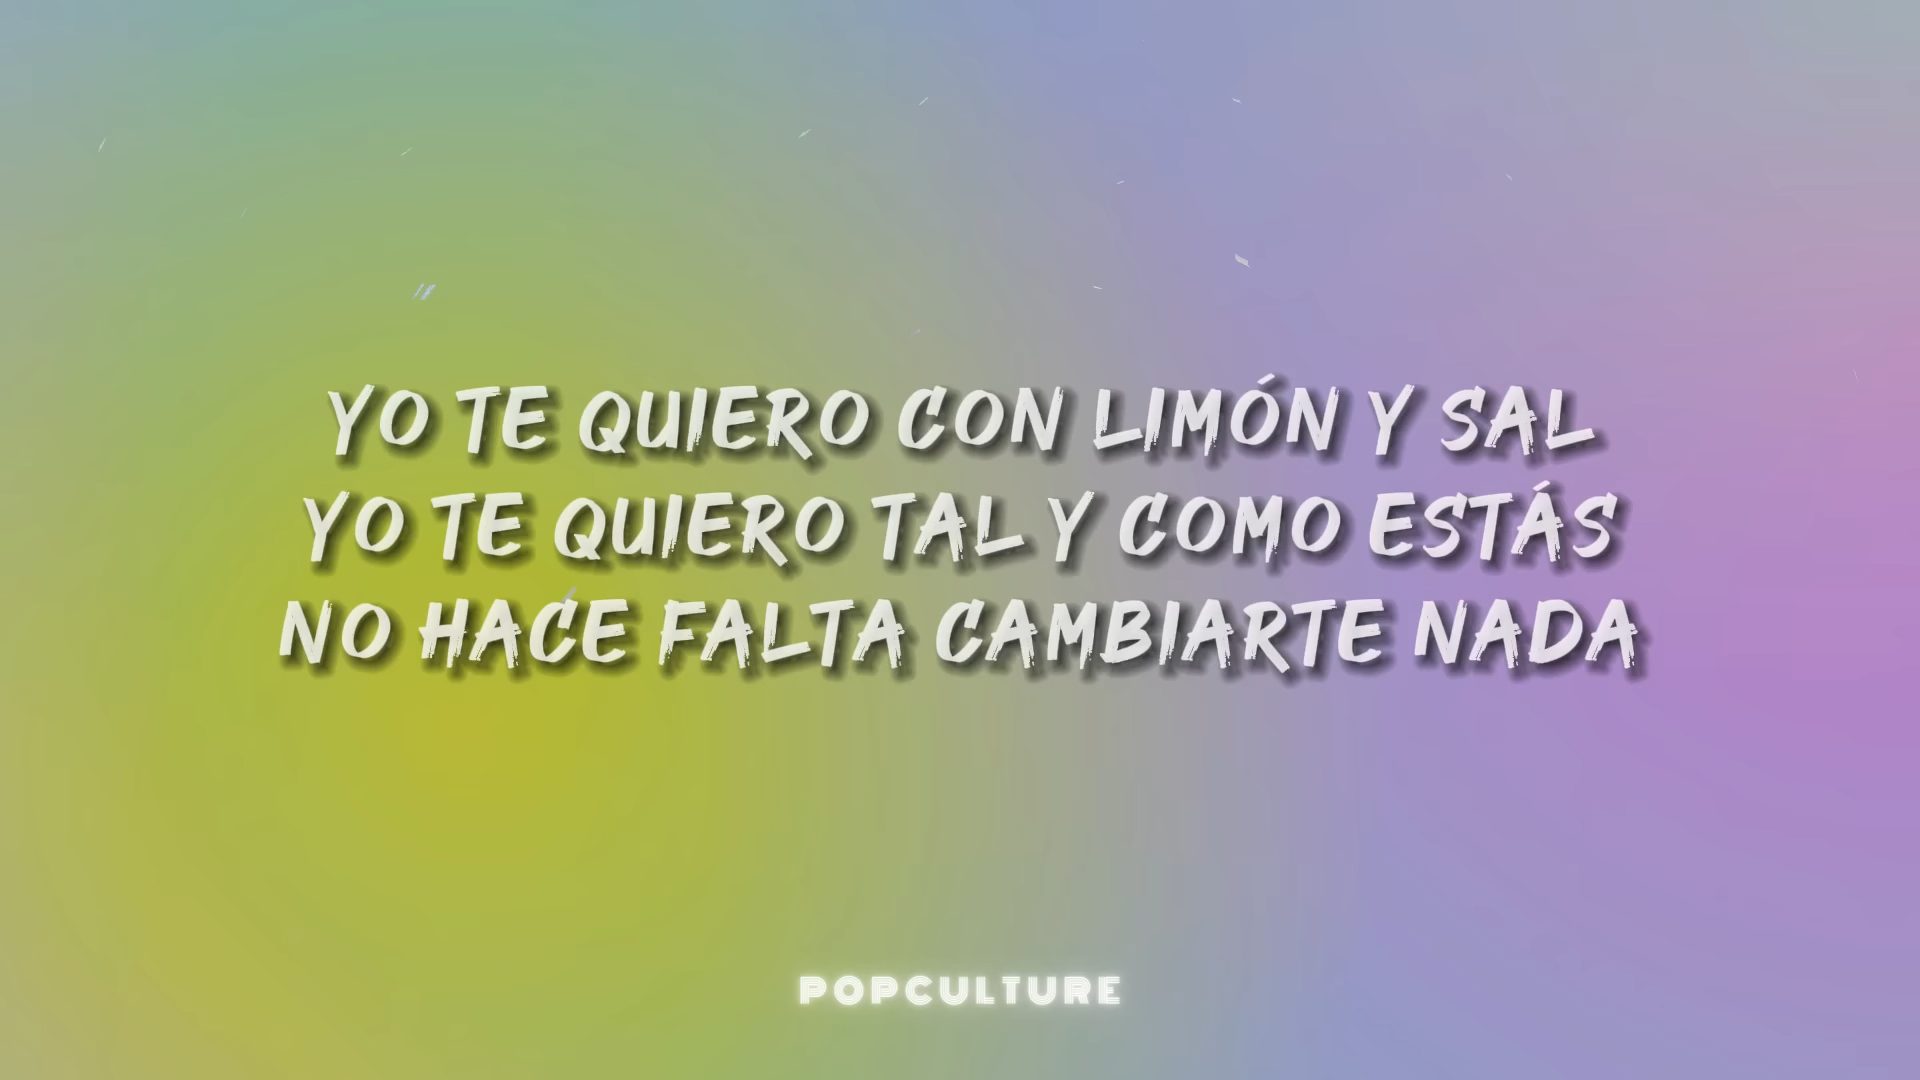 YO TE QUIERO CON LIMÓN Y SAL
YO TE QUIERO TAL Y COMO ESTÁS
NO HACE FALTA CAMBIARTE NADA
POPCULTURE